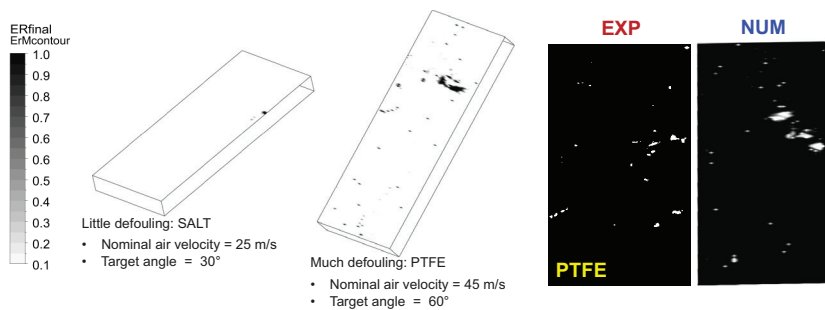 ERfinal
ErMcontour
1.0
0.9
0.8
0.7
0.6
0.5
0.4
0.3
0.2
0.1
Little defouling: SALT
• Nominal air velocity = 25 m/s
• Target angle = 30°
Much defouling: PTFE
• Nominal air velocity = 45 m/s
• Target angle = 60°
EXP
NUM
PTFE